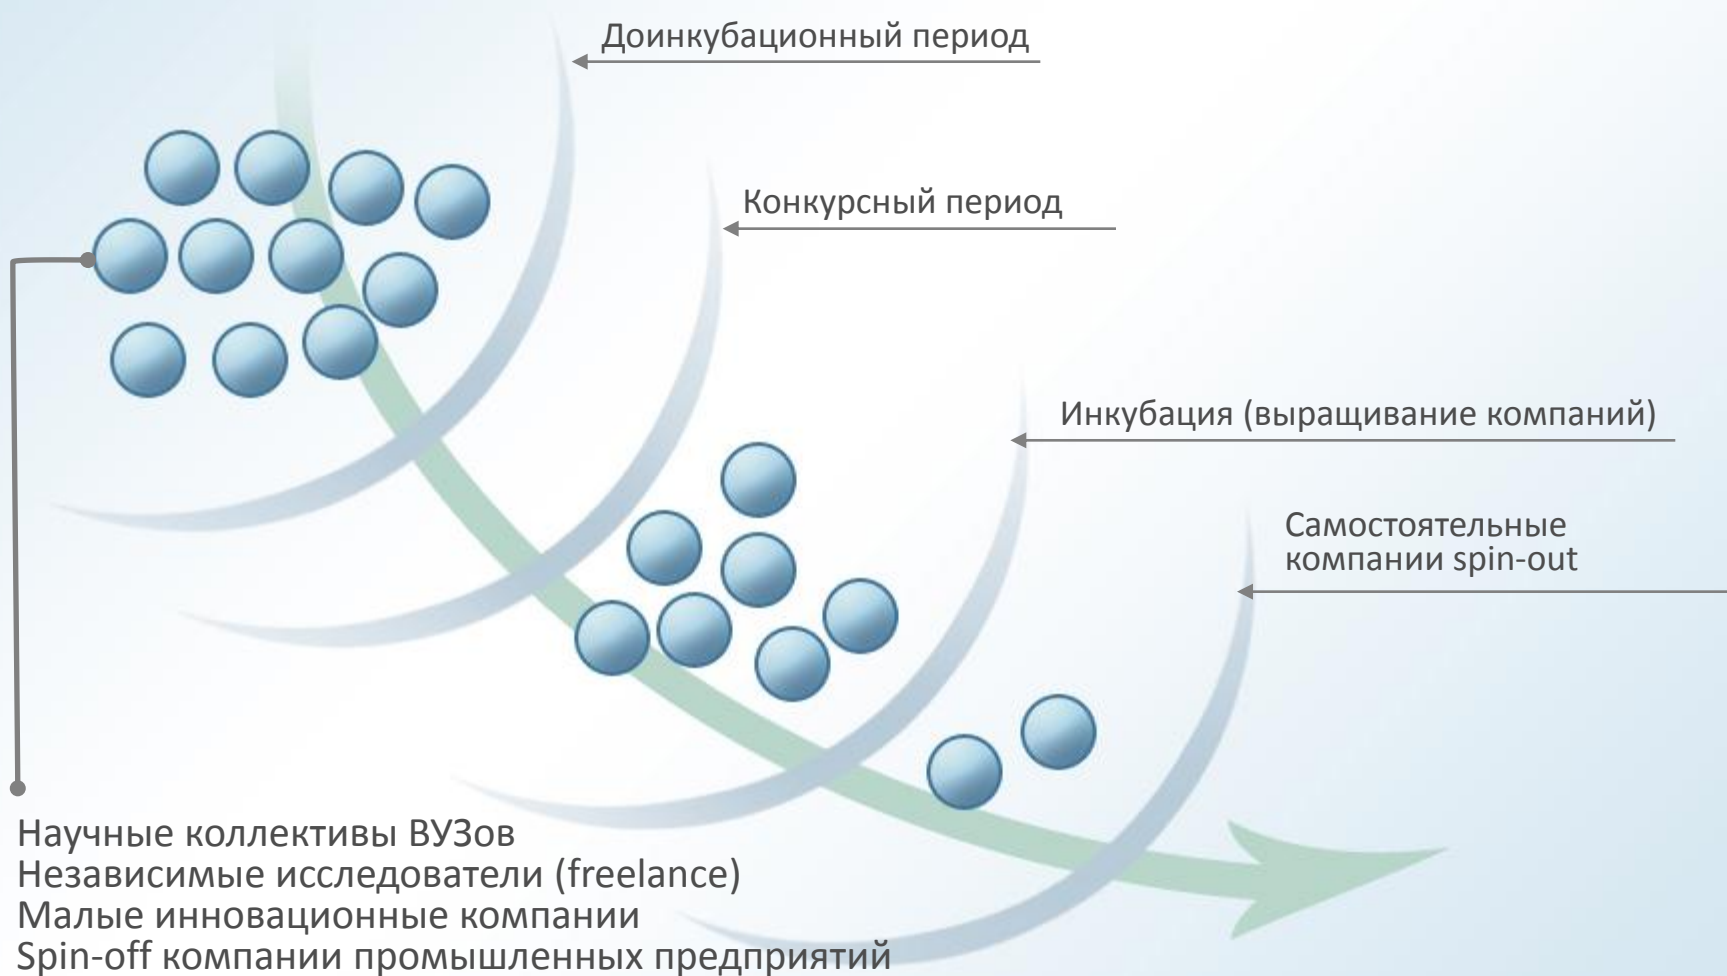 Доинкубационный период
Конкурсный период
Инкубация (выращивание компаний)
Самостоятельные
компании spin-out
Научные коллективы ВУЗов
Независимые исследователи (freelance)
Малые инновационные компании
Spin-off компании промышленных предприятий